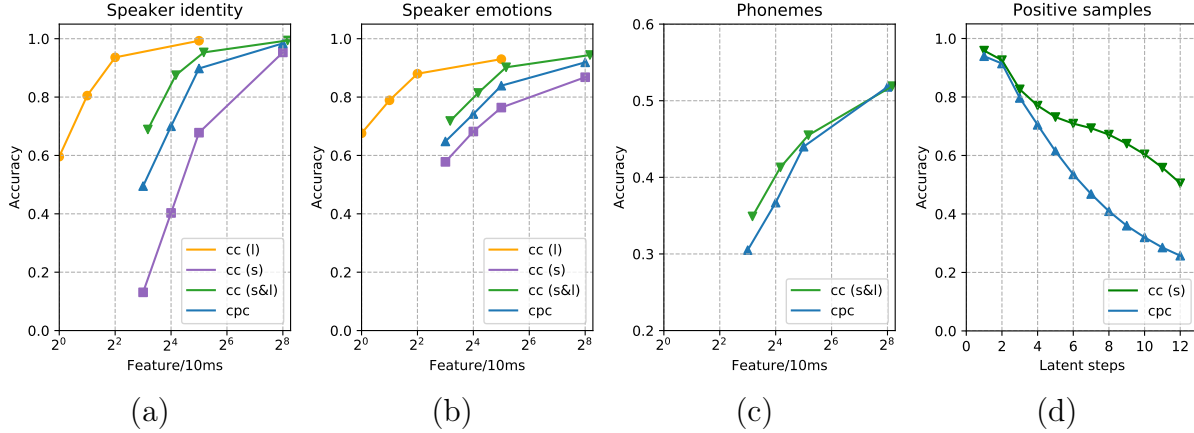 Speaker identity
Accuracy
1.0
0.8
0.6
0.4
0.2
0.0
2^0 2^2 2^4 2^6 2^8
Feature/10ms
cc (l)
cc (s)
cc (s&l)
cpc
(a)
Speaker emotions
Accuracy
1.0
0.8
0.6
0.4
0.2
0.0
2^0 2^2 2^4 2^6 2^8
Feature/10ms
cc (l)
cc (s)
cc (s&l)
cpc
(b)
Phonemes
Accuracy
0.6
0.5
0.4
0.3
0.2
2^0 2^2 2^4 2^6 2^8
Feature/10ms
cc (s&l)
cpc
(c)
Positive samples
Accuracy
1.0
0.8
0.6
0.4
0.2
0.0
0 2 4 6 8 10 12
Latent steps
cc (s)
cpc
(d)